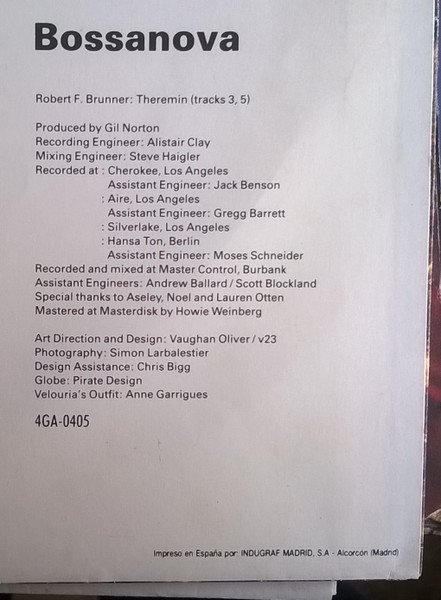 Bossanova
Robert F. Brunner: Theremin (tracks 3, 5)
Produced by Gil Norton
Recording Engineer: Alistair Clay
Mixing Engineer: Steve Haigler
Recorded at : Cherokee, Los Angeles
Assistant Engineer: Jack Benson
: Aire, Los Angeles
Assistant Engineer: Gregg Barrett
: Silverlake, Los Angeles
: Hansa Ton, Berlin
Assistant Engineer: Moses Schneider
Recorded and mixed at Master Control, Burbank
Assistant Engineers: Andrew Ballard / Scott Blockland
Special thanks to Aseley, Noel and Lauren Otten
Mastered at Masterdisk by Howie Weinberg
Art Direction and Design: Vaughan Oliver / v23
Photography: Simon Larbalestier
Design Assistance: Chris Bigg
Globe: Pirate Design
Velouria's Outfit: Anne Garrigues
4GA-0405
Impreso en España por: INDUGRAF MADRID, S.A - Alcorcón (Madrid)